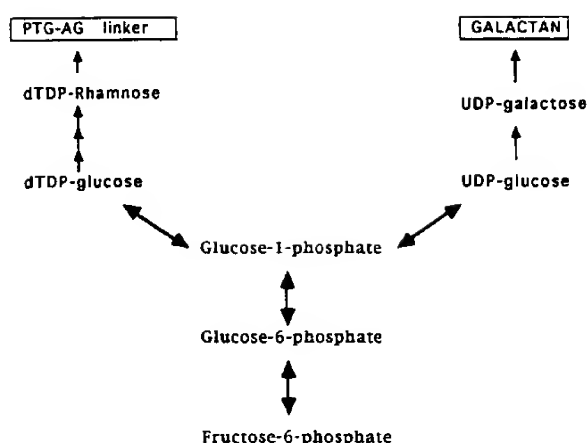 PTG-AG linker
GALACTAN
dTDP-Rhamnose
UDP-galactose
dTDP-glucose
UDP-glucose
Glucose-1-phosphate
Glucose-6-phosphate
Fructose-6-phosphate